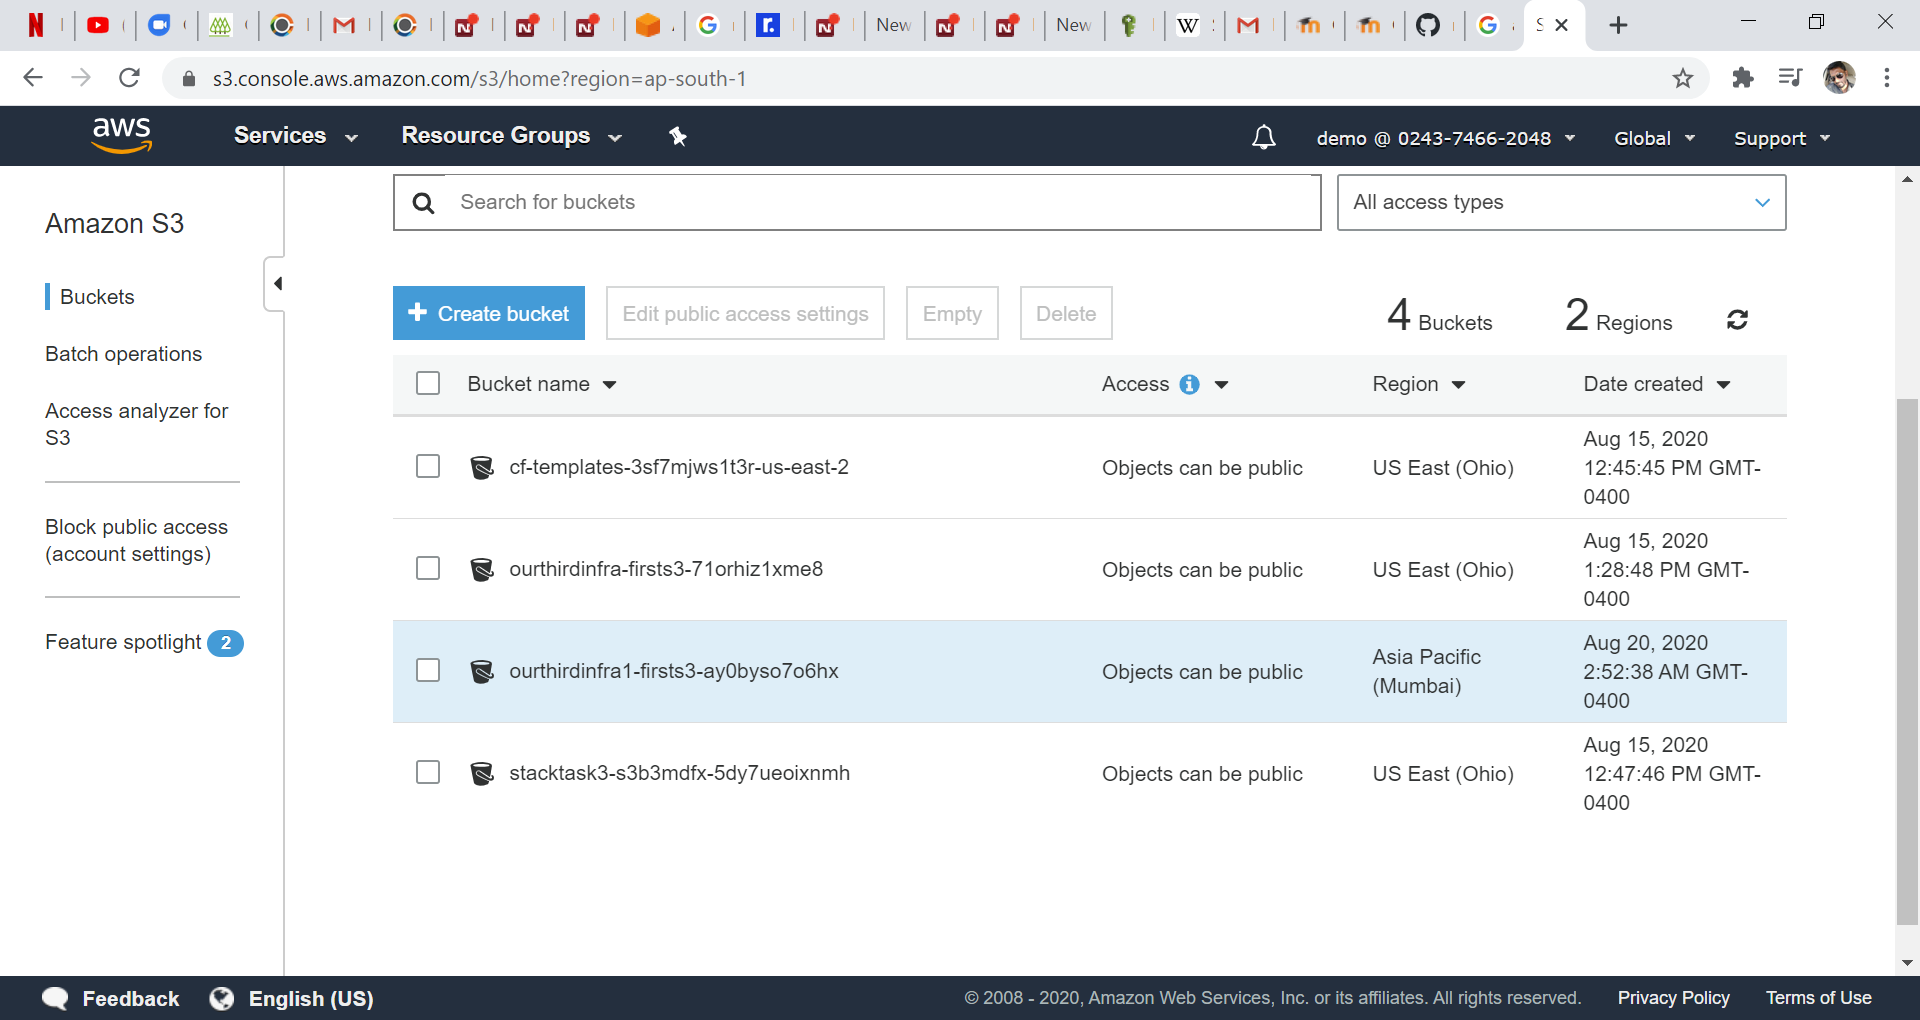 New
New
s3.console.aws.amazon.com/s3/home?region=ap-south-1
aws
Services
Resource Groups
demo @ 0243-7466-2048
Global
Support
Amazon S3
Buckets
Batch operations
Access analyzer for
S3
Block public access
(account settings)
Feature spotlight 2
Search for buckets
All access types
Create bucket
Edit public access settings
Empty
Delete
4 Buckets
2 Regions
Bucket name
Access
Region
Date created
cf-templates-3sf7mjws1t3r-us-east-2
Objects can be public
US East (Ohio)
Aug 15, 2020
12:45:45 PM GMT-
0400
ourthirdinfra-firsts3-71orhiz1xme8
Objects can be public
US East (Ohio)
Aug 15, 2020
1:28:48 PM GMT-
0400
ourthirdinfra1-firsts3-ay0byso7o6hx
Objects can be public
Asia Pacific
(Mumbai)
Aug 20, 2020
2:52:38 AM GMT-
0400
stacktask3-s3b3mdfx-5dy7ueoixnmh
Objects can be public
US East (Ohio)
Aug 15, 2020
12:47:46 PM GMT-
0400
Feedback
English (US)
© 2008 - 2020, Amazon Web Services, Inc. or its affiliates. All rights reserved.
Privacy Policy
Terms of Use